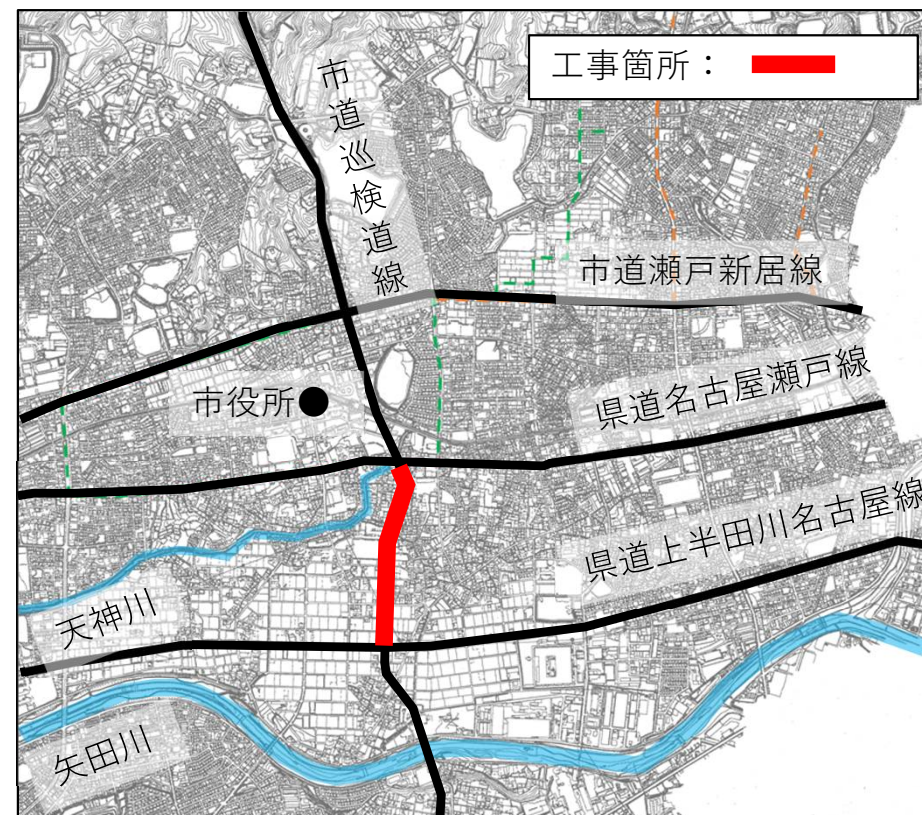 工事箇所：
市道巡検道線
市道瀬戸新居線
市役所●
県道名古屋瀬戸線
県道上半田川名古屋線
天神川
矢田川